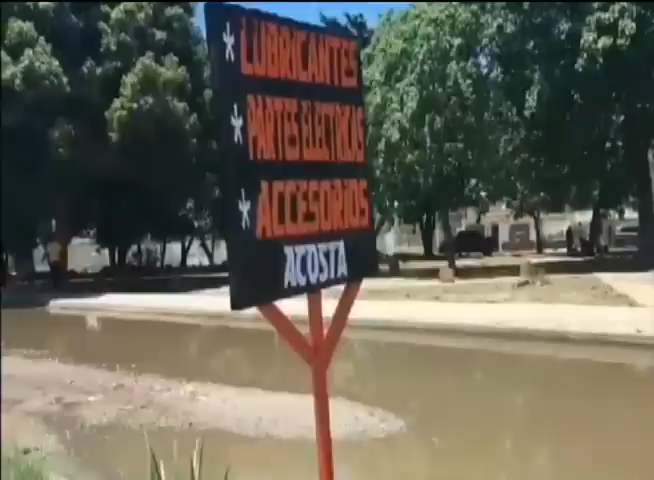 * LUBRICANTES
* PARTES ELECTRICAS
* ACCESORIOS
ACOSTA